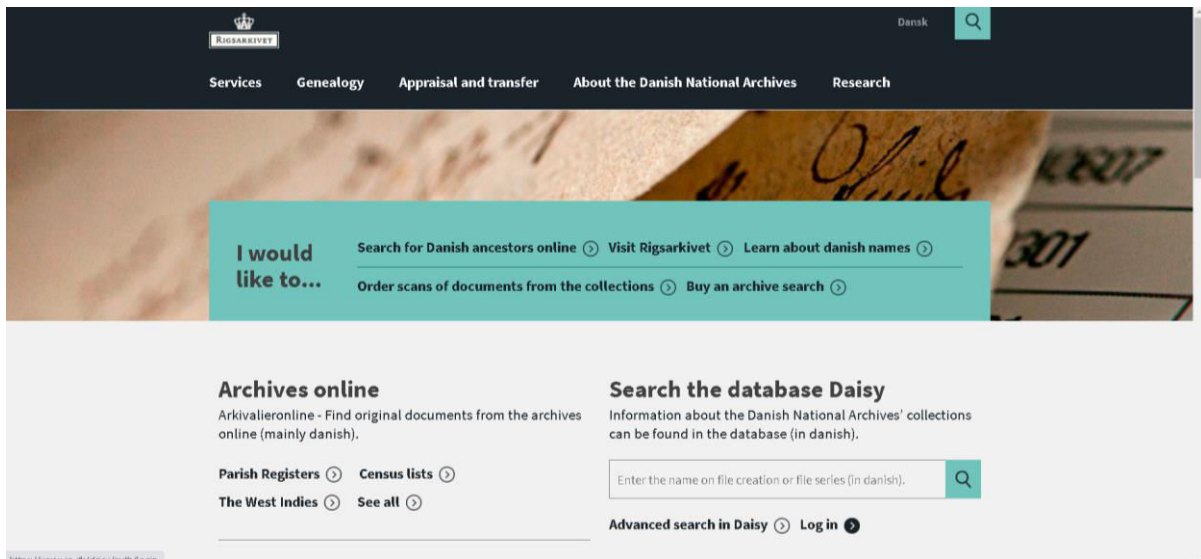 RIGSARKIVET
Dansk
Services Genealogy Appraisal and transfer About the Danish National Archives Research
I would
like to...
Search for Danish ancestors online Visit Rigsarkivet Learn about danish names
Order scans of documents from the collections Buy an archive search
Archives online
Arkivalieronline - Find original documents from the archives
online (mainly danish).
Parish Registers Census lists
The West Indies See all
Search the database Daisy
Information about the Danish National Archives' collections
can be found in the database (in danish).
Enter the name on file creation or file series (in danish).
Advanced search in Daisy Log in